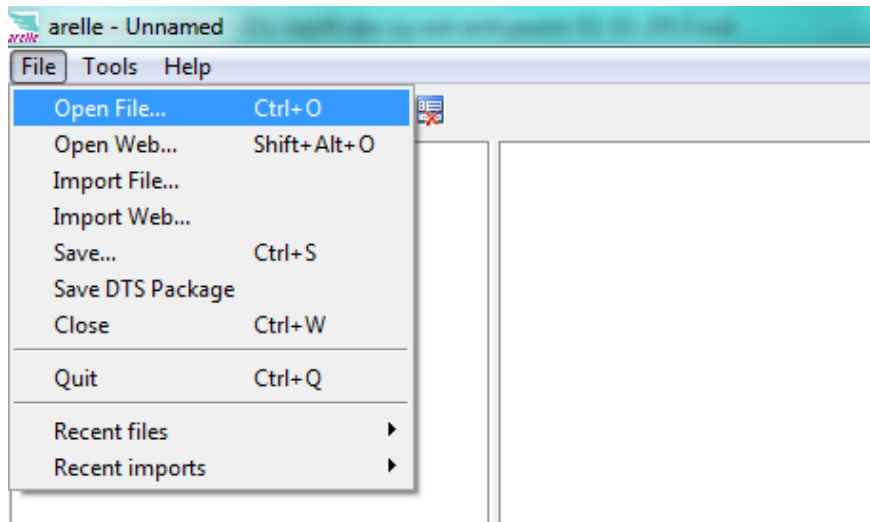 arelle arelle - Unnamed
File Tools Help
Open File... Ctrl+O
Open Web... Shift+Alt+O
Import File...
Import Web...
Save... Ctrl+S
Save DTS Package
Close Ctrl+W
Quit Ctrl+Q
Recent files
Recent imports